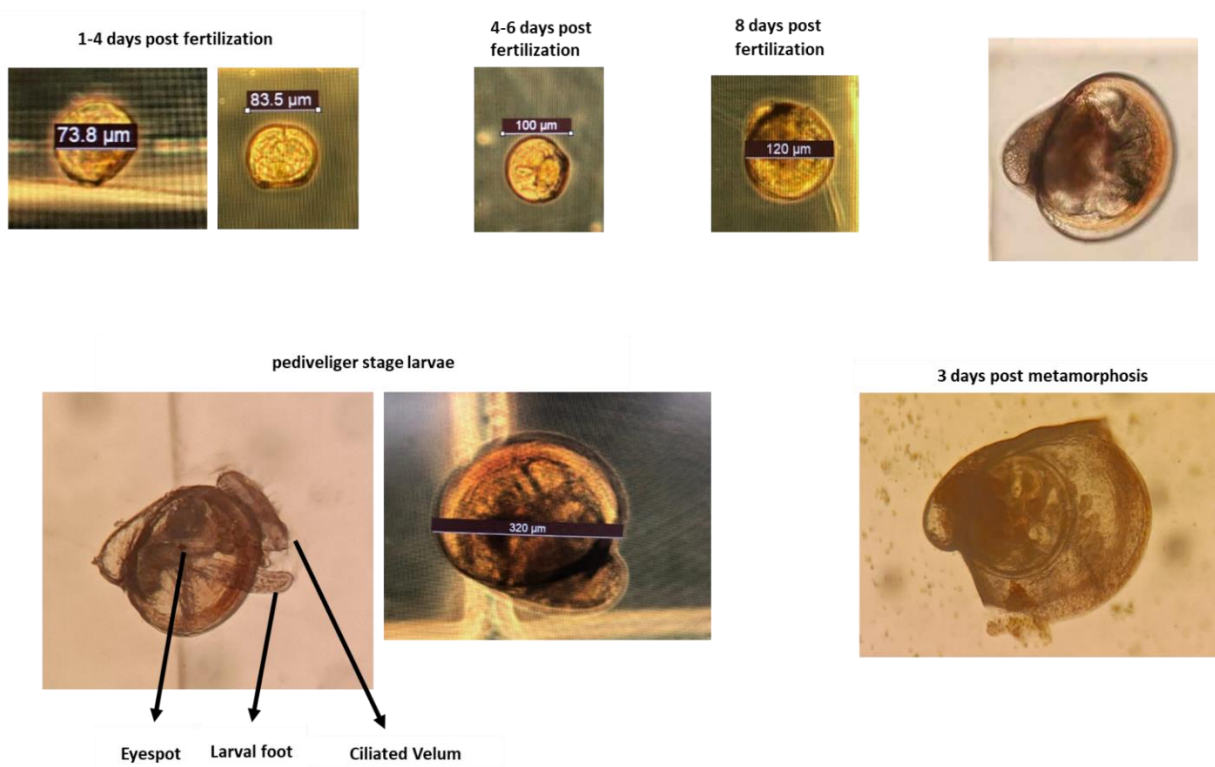 1-4 days post fertilization
4-6 days post
fertilization
8 days post
fertilization
73.8 µm
83.5 µm
100 µm
120 µm
pediveliger stage larvae
3 days post metamorphosis
320 µm
Eyespot
Larval foot
Ciliated Velum